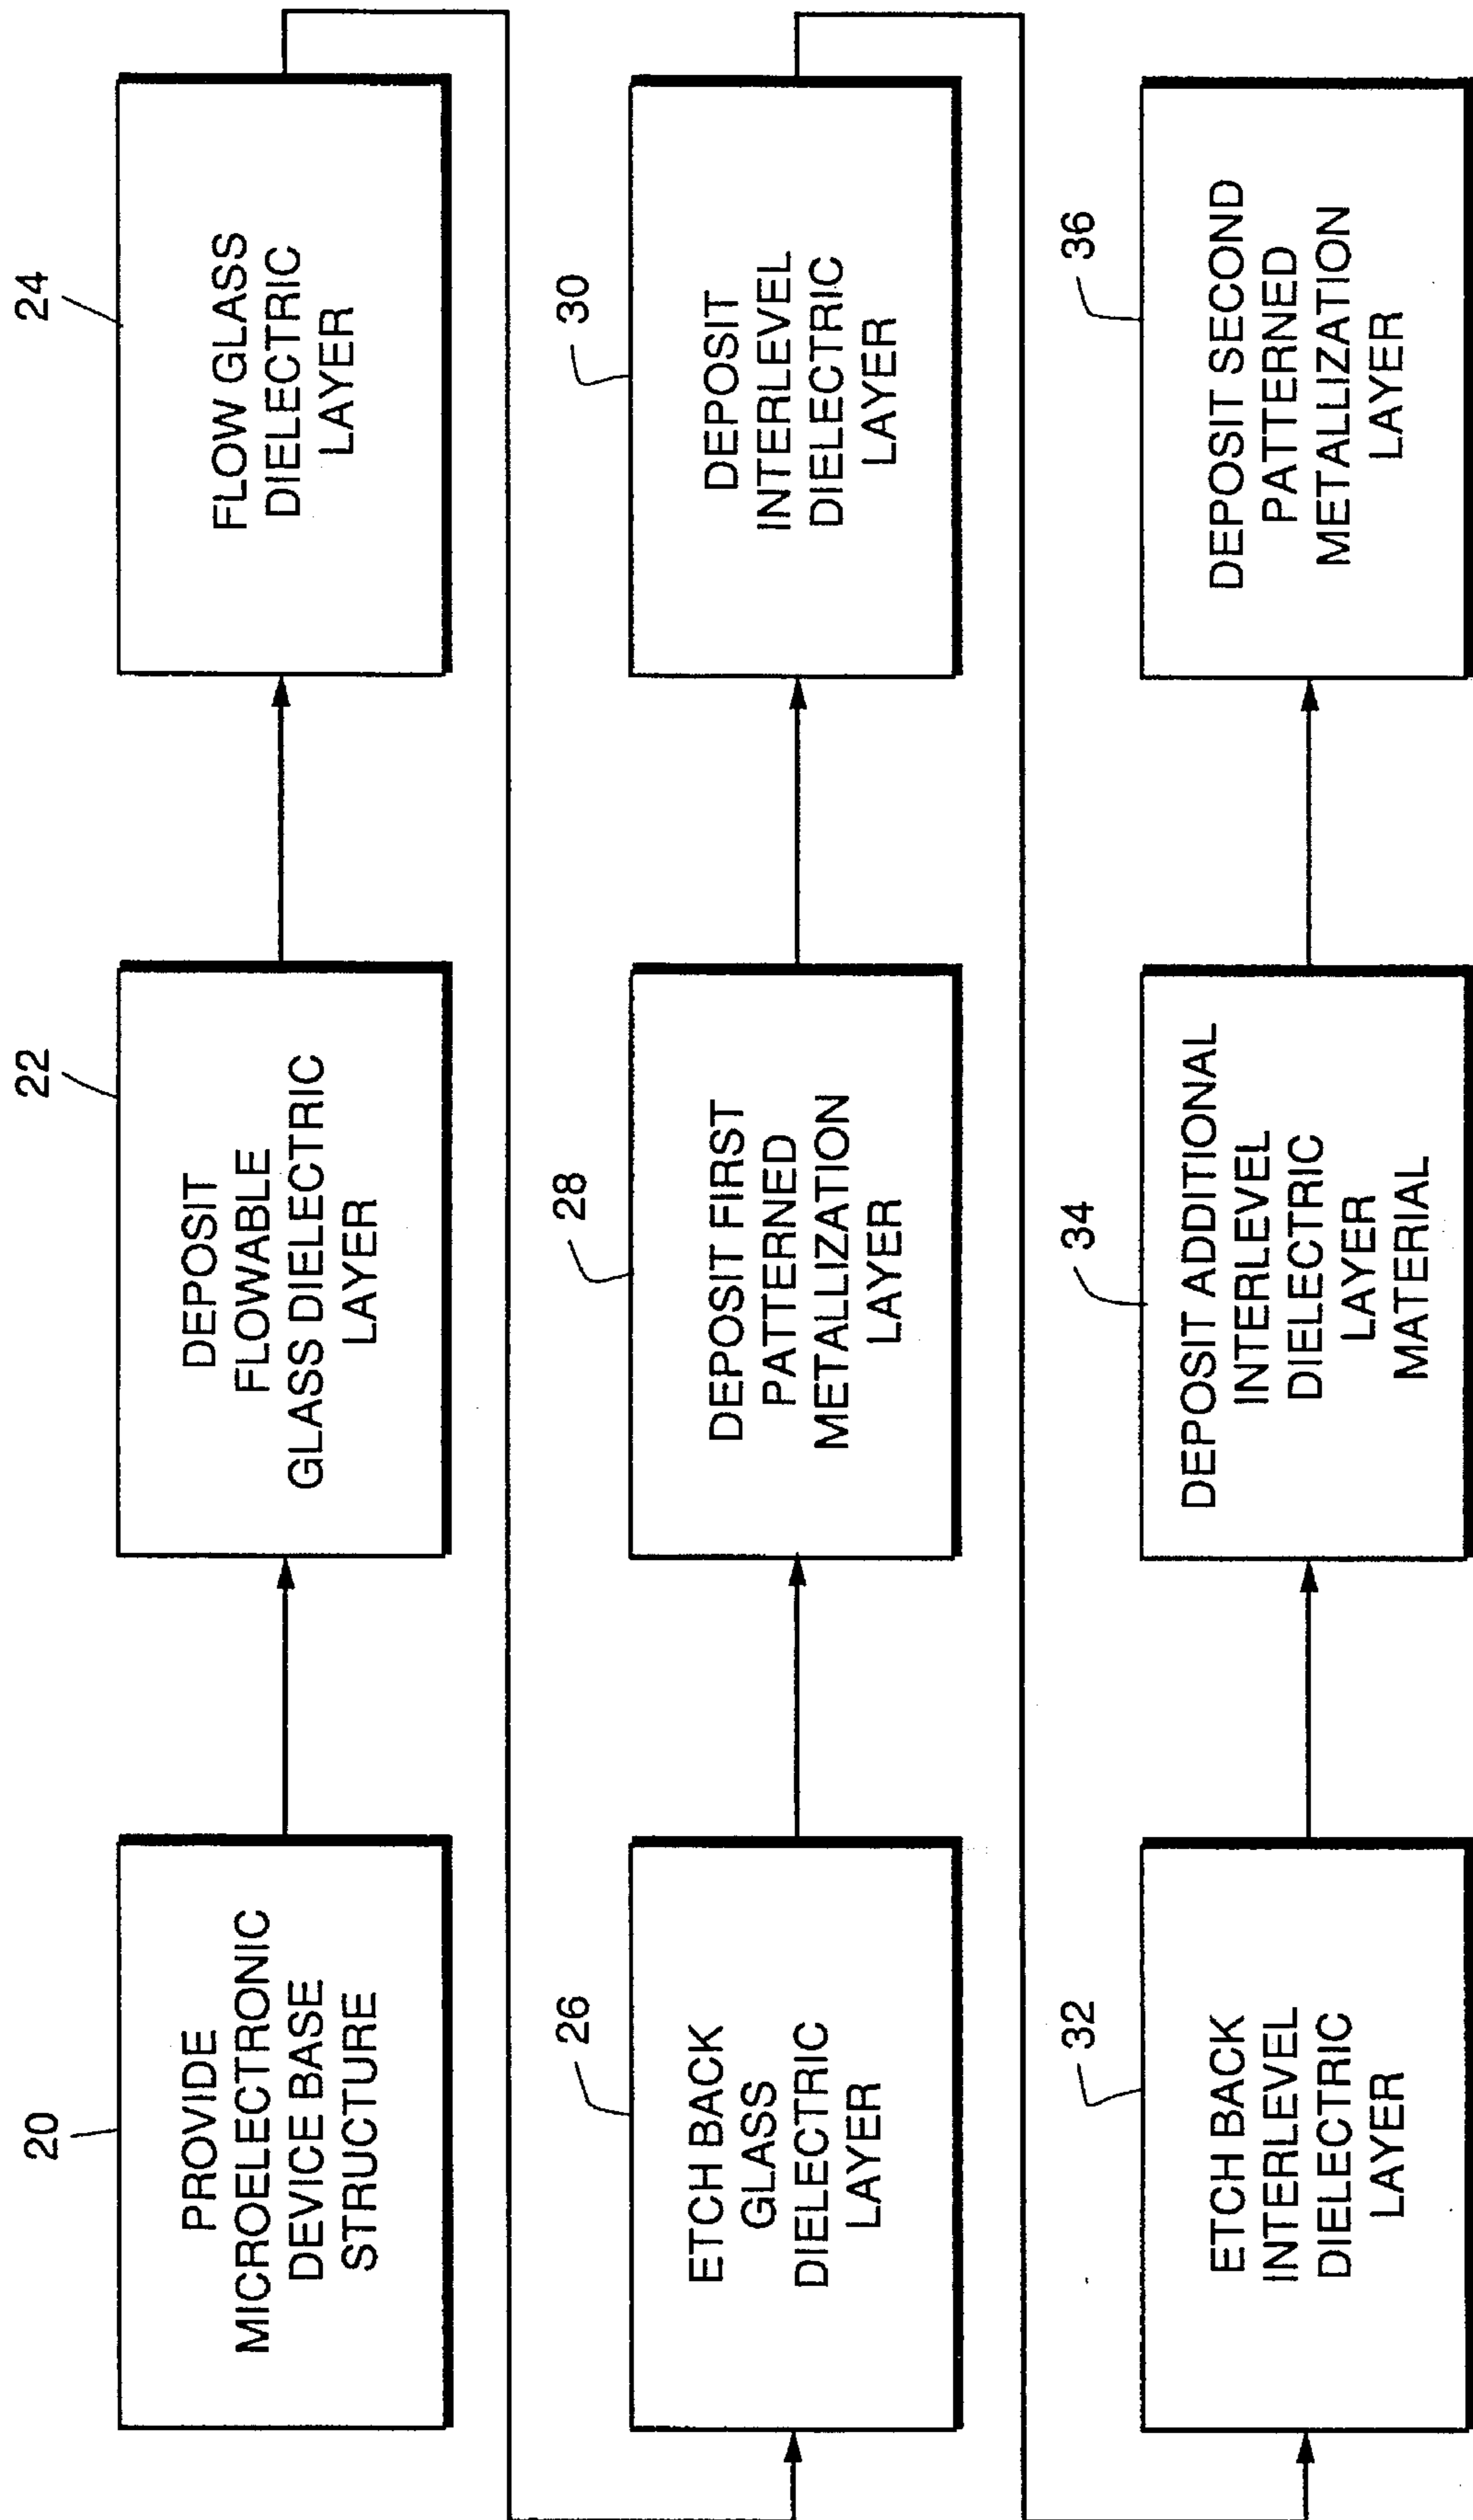 20
PROVIDE
MICROELECTRONIC
DEVICE BASE
STRUCTURE
22
DEPOSIT
FLOWABLE
GLASS DIELECTRIC
LAYER
24
FLOW GLASS
DIELECTRIC
LAYER
26
ETCH BACK
GLASS
DIELECTRIC
LAYER
28
DEPOSIT FIRST
PATTERNED
METALLIZATION
LAYER
30
DEPOSIT
INTERLEVEL
DIELECTRIC
LAYER
32
ETCH BACK
INTERLEVEL
DIELECTRIC
LAYER
34
DEPOSIT ADDITIONAL
INTERLEVEL
DIELECTRIC
LAYER
MATERIAL
36
DEPOSIT SECOND
PATTERNED
METALLIZATION
LAYER